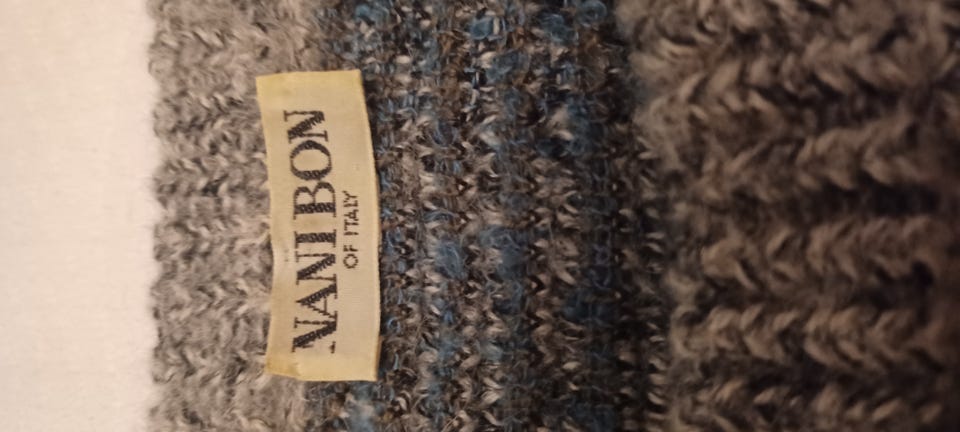 NANI BON
OF ITALY